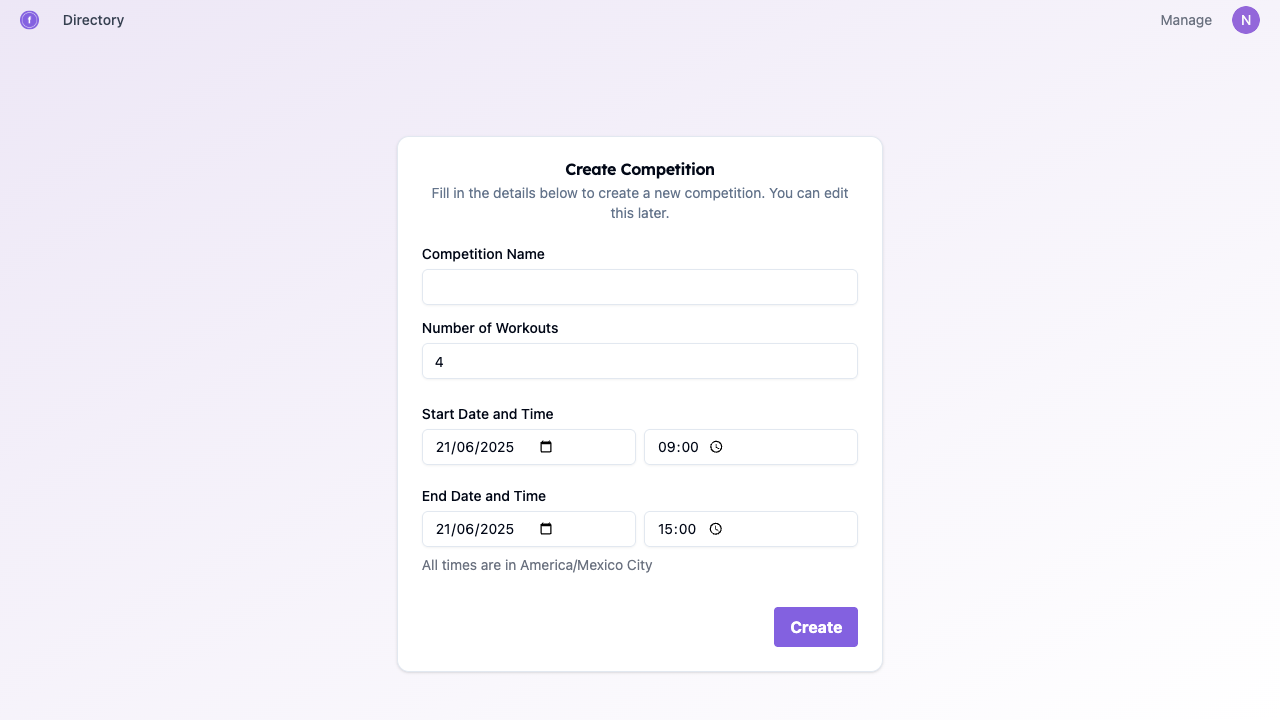 f
Directory
Manage
N
Create Competition
Fill in the details below to create a new competition. You can edit
this later.
Competition Name
Number of Workouts
4
Start Date and Time
21/06/2025
09:00
End Date and Time
21/06/2025
15:00
All times are in America/Mexico City
Create